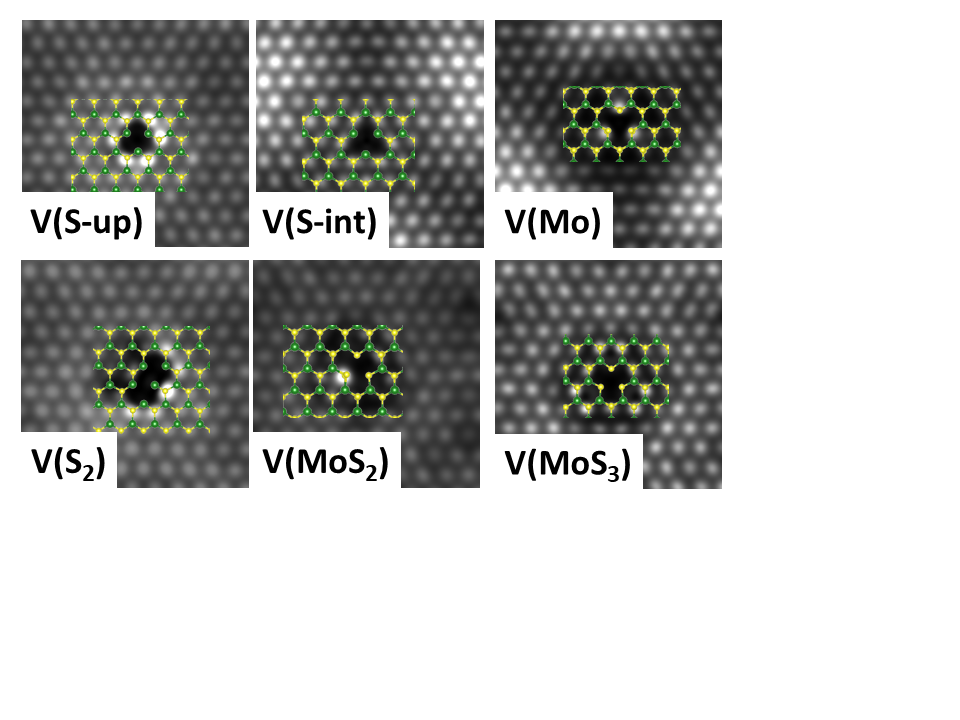 V(S-up)
V(S-int)
V(Mo)
V(S₂)
V(MoS₂)
V(MoS₃)